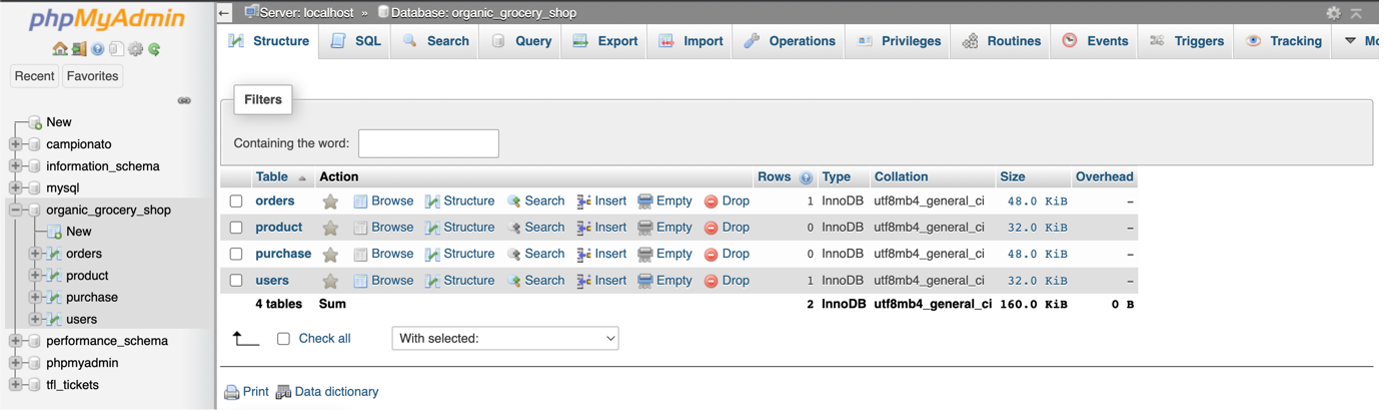 phpMyAdmin
Recent Favorites
New
campionato
information_schema
mysql
organic_grocery_shop
New
orders
product
purchase
users
performance_schema
phpmyadmin
tfl_tickets
Server: localhost » Database: organic_grocery_shop
Structure SQL Search Query Export Import Operations Privileges Routines Events Triggers Tracking
Filters
Containing the word:
Table Action Rows Type Collation Size Overhead
orders Browse Structure Search Insert Empty Drop 1 InnoDB utf8mb4_general_ci 48.0 KiB –
product Browse Structure Search Insert Empty Drop 0 InnoDB utf8mb4_general_ci 32.0 KiB –
purchase Browse Structure Search Insert Empty Drop 0 InnoDB utf8mb4_general_ci 48.0 KiB –
users Browse Structure Search Insert Empty Drop 1 InnoDB utf8mb4_general_ci 32.0 KiB –
4 tables Sum 2 InnoDB utf8mb4_general_ci 160.0 KiB 0 B
Check all With selected:
Print Data dictionary